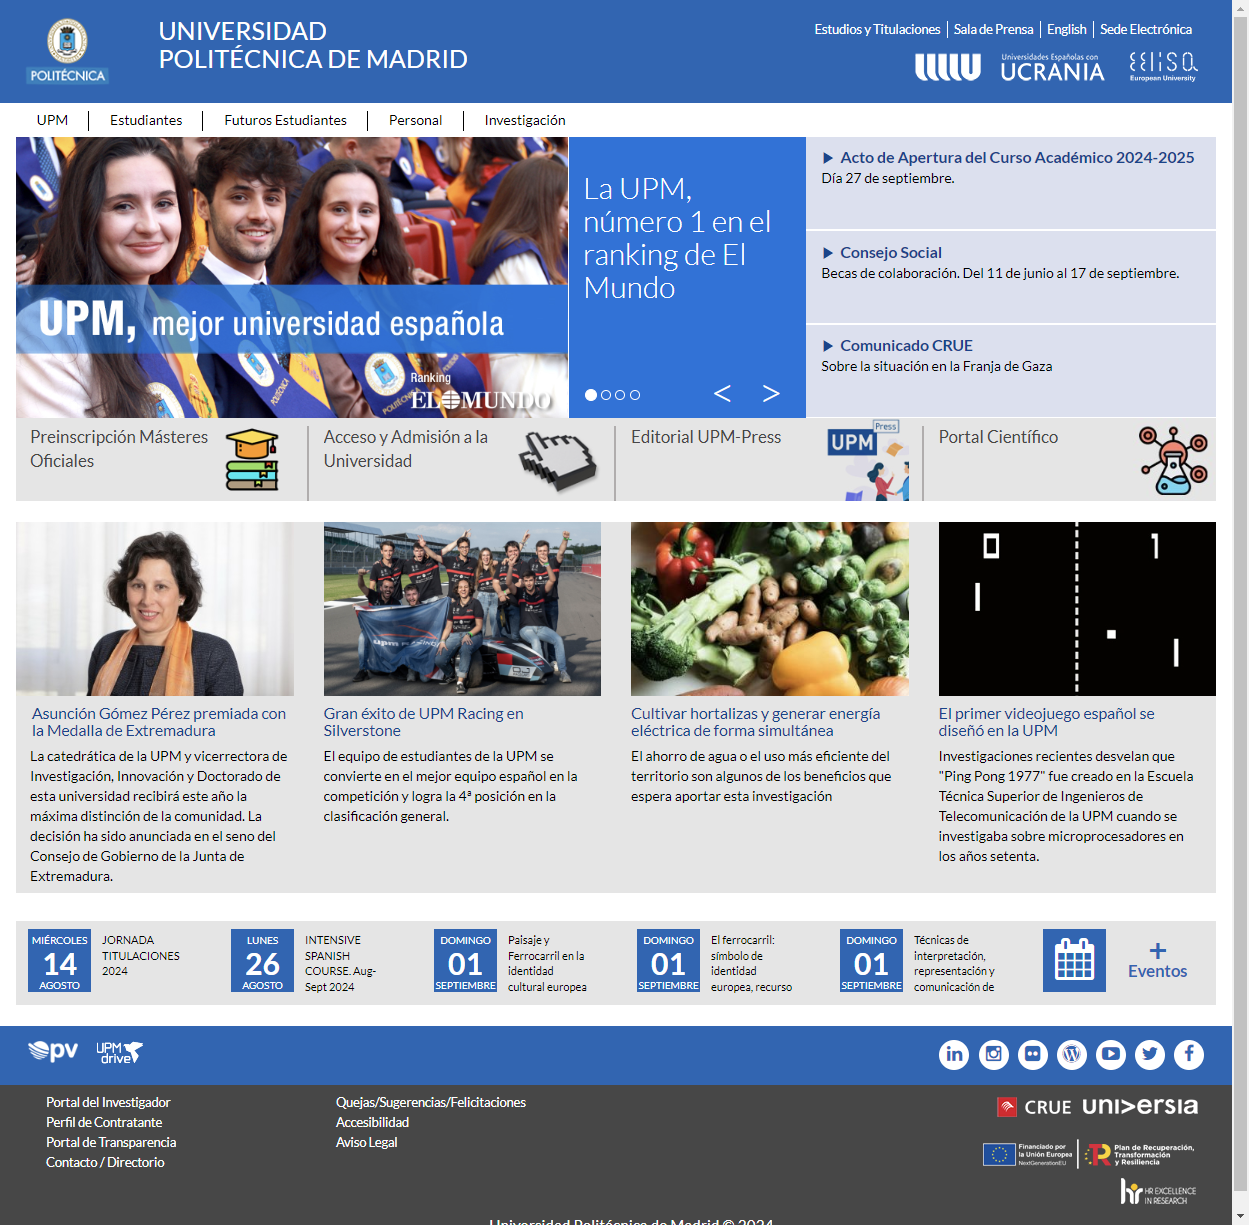 POLITÉCNICA
UNIVERSIDAD
POLITÉCNICA DE MADRID
Estudios y Titulaciones
Sala de Prensa
English
Sede Electrónica
Universidades Españolas con
UCRANIA
European University
UPM
Estudiantes
Futuros Estudiantes
Personal
Investigación
UPM, mejor universidad española
Ranking
EL MUNDO
La UPM,
número 1 en el
ranking de El
Mundo
< >
Acto de Apertura del Curso Académico 2024-2025
Día 27 de septiembre.
Consejo Social
Becas de colaboración. Del 11 de junio al 17 de septiembre.
Comunicado CRUE
Sobre la situación en la Franja de Gaza
Preinscripción Másteres
Oficiales
Acceso y Admisión a la
Universidad
Editorial UPM-Press
Press
UPM
Portal Científico
upm RACING
0 1
Asunción Gómez Pérez premiada con
la Medalla de Extremadura
La catedrática de la UPM y vicerrectora de
Investigación, Innovación y Doctorado de
esta universidad recibirá este año la
máxima distinción de la comunidad. La
decisión ha sido anunciada en el seno del
Consejo de Gobierno de la Junta de
Extremadura.
Gran éxito de UPM Racing en
Silverstone
El equipo de estudiantes de la UPM se
convierte en el mejor equipo español en la
competición y logra la 4ª posición en la
clasificación general.
Cultivar hortalizas y generar energía
eléctrica de forma simultánea
El ahorro de agua o el uso más eficiente del
territorio son algunos de los beneficios que
espera aportar esta investigación
El primer videojuego español se
diseñó en la UPM
Investigaciones recientes desvelan que
"Ping Pong 1977" fue creado en la Escuela
Técnica Superior de Ingenieros de
Telecomunicación de la UPM cuando se
investigaba sobre microprocesadores en
los años setenta.
MIÉRCOLES
14
AGOSTO
JORNADA
TITULACIONES
2024
LUNES
26
AGOSTO
INTENSIVE
SPANISH
COURSE. Aug-
Sept 2024
DOMINGO
01
SEPTIEMBRE
Paisaje y
Ferrocarril en la
identidad
cultural europea
DOMINGO
01
SEPTIEMBRE
El ferrocarril:
símbolo de
identidad
europea, recurso
DOMINGO
01
SEPTIEMBRE
Técnicas de
interpretación,
representación y
comunicación de
+
Eventos
pv
UPM
drive
in
f
Portal del Investigador
Perfil de Contratante
Portal de Transparencia
Contacto / Directorio
Quejas/Sugerencias/Felicitaciones
Accesibilidad
Aviso Legal
CRUE
uni>ersia
Financiado por
la Unión Europea
NextGenerationEU
Plan de Recuperación,
Transformación
y Resiliencia
hr HR EXCELLENCE
IN RESEARCH
Universidad Politécnica de Madrid © 2024